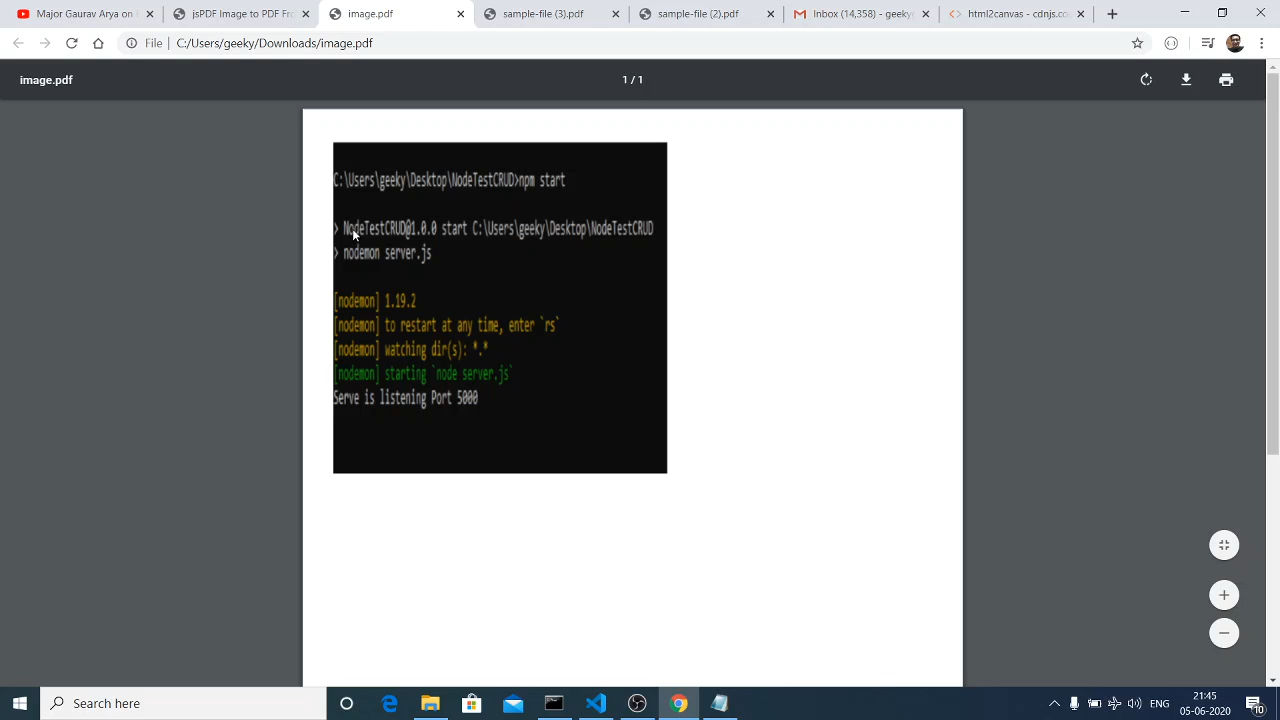 Major Gaurav Arya on
jsPDF Image to PDF Fro
image.pdf
sample-file (3).pdf
sample-file (2).pdf
Inbox (14,358) - geekyg
html2canvas - cdnjs.co
File
C:/Users/geeky/Downloads/image.pdf
image.pdf
1 / 1
C:\Users\geeky\Desktop\NodeTestCRUD>npm start
> NodeTestCRUD@1.0.0 start C:\Users\geeky\Desktop\NodeTestCRUD
> nodemon server.js
[nodemon] 1.19.2
[nodemon] to restart at any time, enter `rs`
[nodemon] watching dir(s): *.*
[nodemon] starting `node server.js`
Serve is listening Port 5000
Search here
ENG
21:45
05-06-2020